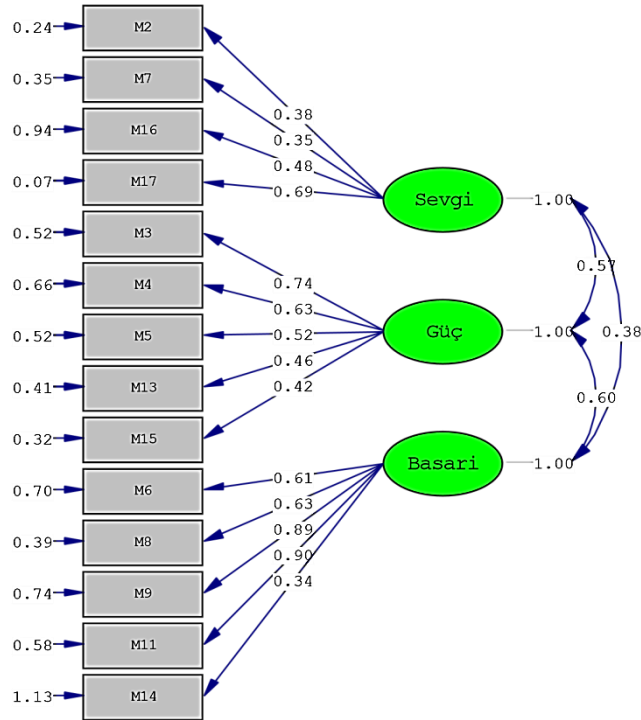 0.24 M2
0.35 M7
0.94 M16
0.07 M17
0.52 M3
0.66 M4
0.52 M5
0.41 M13
0.32 M15
0.70 M6
0.39 M8
0.74 M9
0.58 M11
1.13 M14
0.38
0.35
0.48
0.69
0.74
0.63
0.52
0.46
0.42
0.61
0.63
0.89
0.90
0.34
Sevgi 1.00
Güç 1.00
Basari 1.00
0.57
0.38
0.60